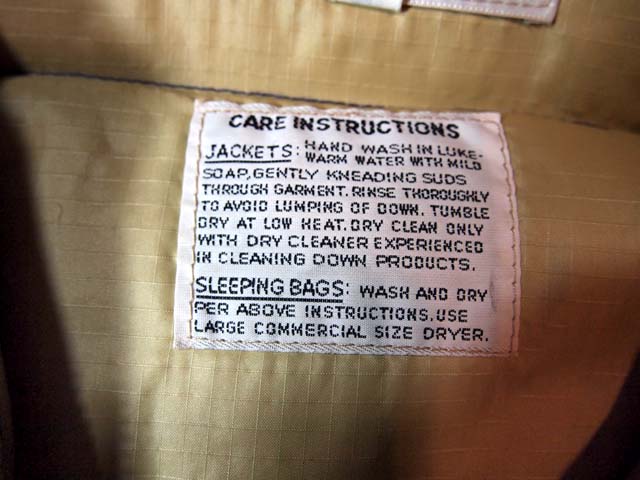 CARE INSTRUCTIONS
JACKETS: HAND WASH IN LUKE-
WARM WATER WITH MILD
SOAP, GENTLY KNEADING SUDS
THROUGH GARMENT. RINSE THOROUGHLY
TO AVOID LUMPING OF DOWN. TUMBLE
DRY AT LOW HEAT. DRY CLEAN ONLY
WITH DRY CLEANER EXPERIENCED
IN CLEANING DOWN PRODUCTS.
SLEEPING BAGS: WASH AND DRY
PER ABOVE INSTRUCTIONS. USE
LARGE COMMERCIAL SIZE DRYER.